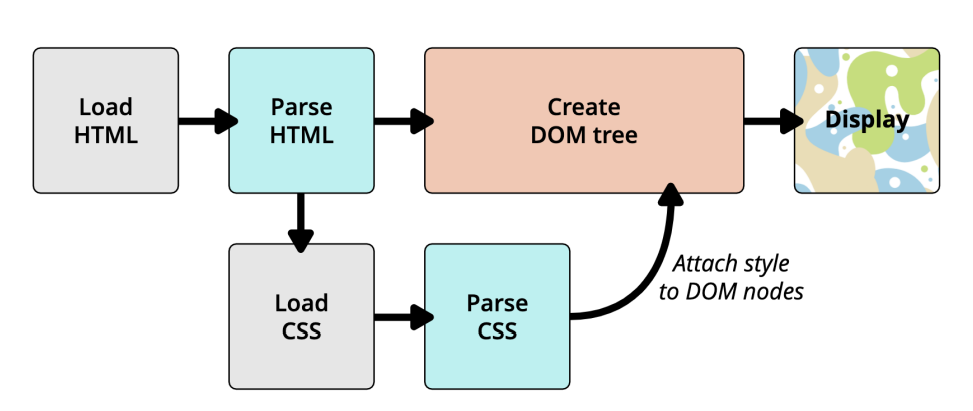 Load
HTML
Parse
HTML
Create
DOM tree
Display
Load
CSS
Parse
CSS
Attach style
to DOM nodes